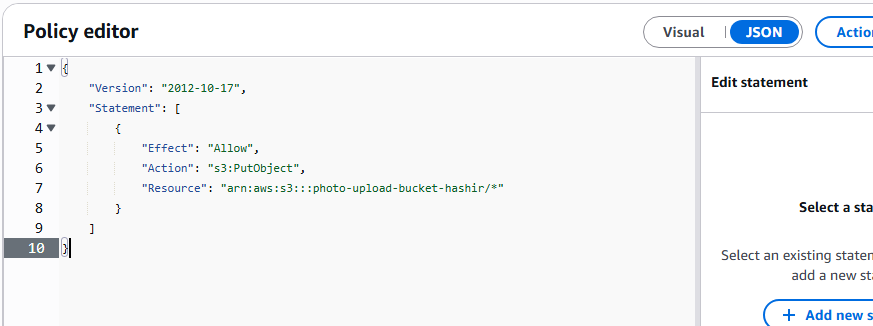 Policy editor
Visual
JSON
Actio
1 {
2 "Version": "2012-10-17",
3 "Statement": [
4 {
5 "Effect": "Allow",
6 "Action": "s3:PutObject",
7 "Resource": "arn:aws:s3:::photo-upload-bucket-hashir/*"
8 }
9 ]
10 }
Edit statement
Select a sta
Select an existing staten
add a new sta
+ Add new s